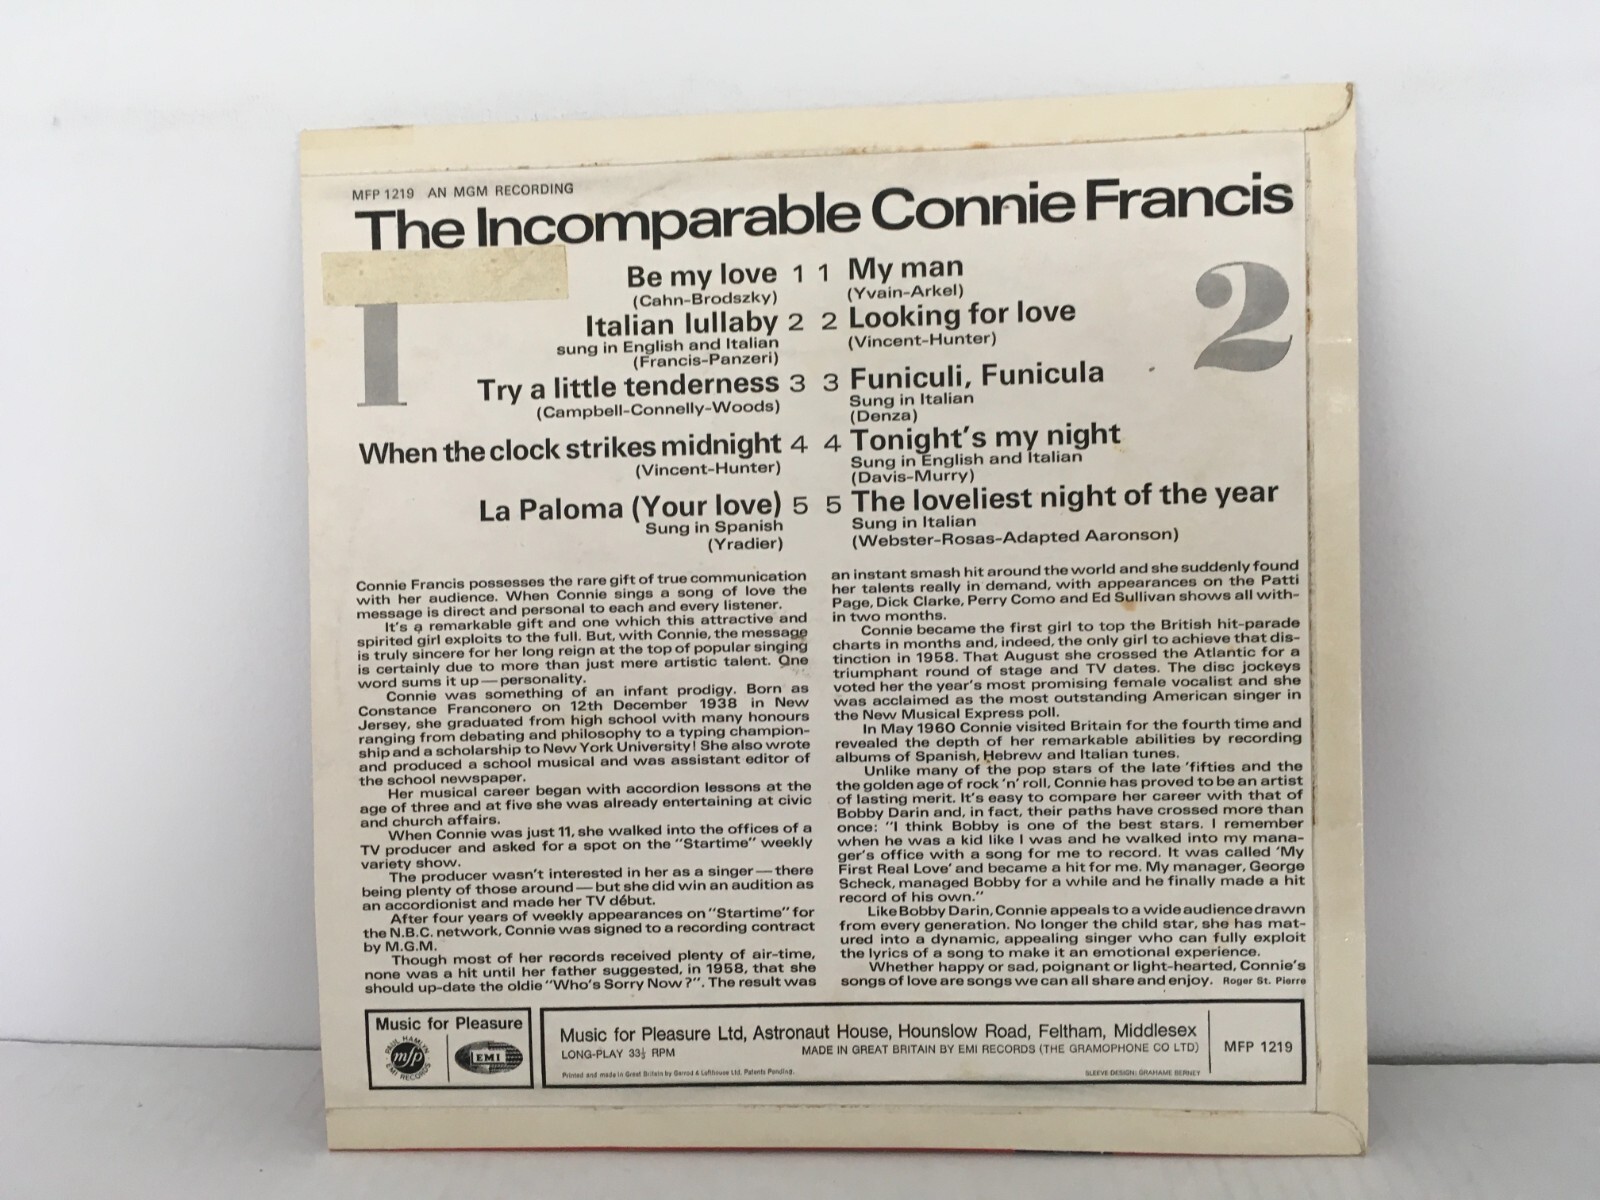 MFP 1219 AN MGM RECORDING
The Incomparable Connie Francis
1
Be my love 1
(Cahn-Brodszky)
Italian lullaby 2
sung in English and Italian
(Francis-Panzeri)
Try a little tenderness 3
(Campbell-Connelly-Woods)
When the clock strikes midnight 4
(Vincent-Hunter)
La Paloma (Your love) 5
Sung in Spanish
(Yradier)
2
1 My man
(Yvain-Arkel)
2 Looking for love
(Vincent-Hunter)
3 Funiculi, Funicula
Sung in Italian
(Denza)
4 Tonight's my night
Sung in English and Italian
(Davis-Murry)
5 The loveliest night of the year
Sung in Italian
(Webster-Rosas-Adapted Aaronson)
Connie Francis possesses the rare gift of true communication
with her audience. When Connie sings a song of love the
message is direct and personal to each and every listener.
It's a remarkable gift and one which this attractive and
spirited girl exploits to the full. But, with Connie, the message
is truly sincere for her long reign at the top of popular singing
is certainly due to more than just mere artistic talent. One
word sums it up — personality.
Connie was something of an infant prodigy. Born as
Constance Franconero on 12th December 1938 in New
Jersey, she graduated from high school with many honours
ranging from debating and philosophy to a typing champion-
ship and a scholarship to New York University! She also wrote
and produced a school musical and was assistant editor of
the school newspaper.
Her musical career began with accordion lessons at the
age of three and at five she was already entertaining at civic
and church affairs.
When Connie was just 11, she walked into the offices of a
TV producer and asked for a spot on the "Startime" weekly
variety show.
The producer wasn't interested in her as a singer — there
being plenty of those around — but she did win an audition as
an accordionist and made her TV début.
After four years of weekly appearances on "Startime" for
the N.B.C. network, Connie was signed to a recording contract
by M.G.M.
Though most of her records received plenty of air-time,
none was a hit until her father suggested, in 1958, that she
should up-date the oldie "Who's Sorry Now?". The result was
an instant smash hit around the world and she suddenly found
her talents really in demand, with appearances on the Patti
Page, Dick Clarke, Perry Como and Ed Sullivan shows all with-
in two months.
Connie became the first girl to top the British hit-parade
charts in months and, indeed, the only girl to achieve that dis-
tinction in 1958. That August she crossed the Atlantic for a
triumphant round of stage and TV dates. The disc jockeys
voted her the year's most promising female vocalist and she
was acclaimed as the most outstanding American singer in
the New Musical Express poll.
In May 1960 Connie visited Britain for the fourth time and
revealed the depth of her remarkable abilities by recording
albums of Spanish, Hebrew and Italian tunes.
Unlike many of the pop stars of the late 'fifties and the
the golden age of rock 'n' roll, Connie has proved to be an artist
of lasting merit. It's easy to compare her career with that of
Bobby Darin and, in fact, their paths have crossed more than
once: "I think Bobby is one of the best stars. I remember
when he was a kid like I was and he walked into my mana-
ger's office with a song for me to record. It was called 'My
First Real Love' and became a hit for me. My manager, George
Scheck, managed Bobby for a while and he finally made a hit
record of his own."
Like Bobby Darin, Connie appeals to a wide audience drawn
from every generation. No longer the child star, she has mat-
ured into a dynamic, appealing singer who can fully exploit
the lyrics of a song to make it an emotional experience.
Whether happy or sad, poignant or light-hearted, Connie's
songs of love are songs we can all share and enjoy. Roger St. Pierre
Music for Pleasure
PAUL HAMLYN
mfp
EMI RECORDS
EMI
Music for Pleasure Ltd, Astronaut House, Hounslow Road, Feltham, Middlesex
LONG-PLAY 33⅓ RPM MADE IN GREAT BRITAIN BY EMI RECORDS (THE GRAMOPHONE CO LTD)
Printed and made in Great Britain by Garrod & Lofthouse Ltd. Patents Pending. SLEEVE DESIGN: GRAHAME BERNEY
MFP 1219